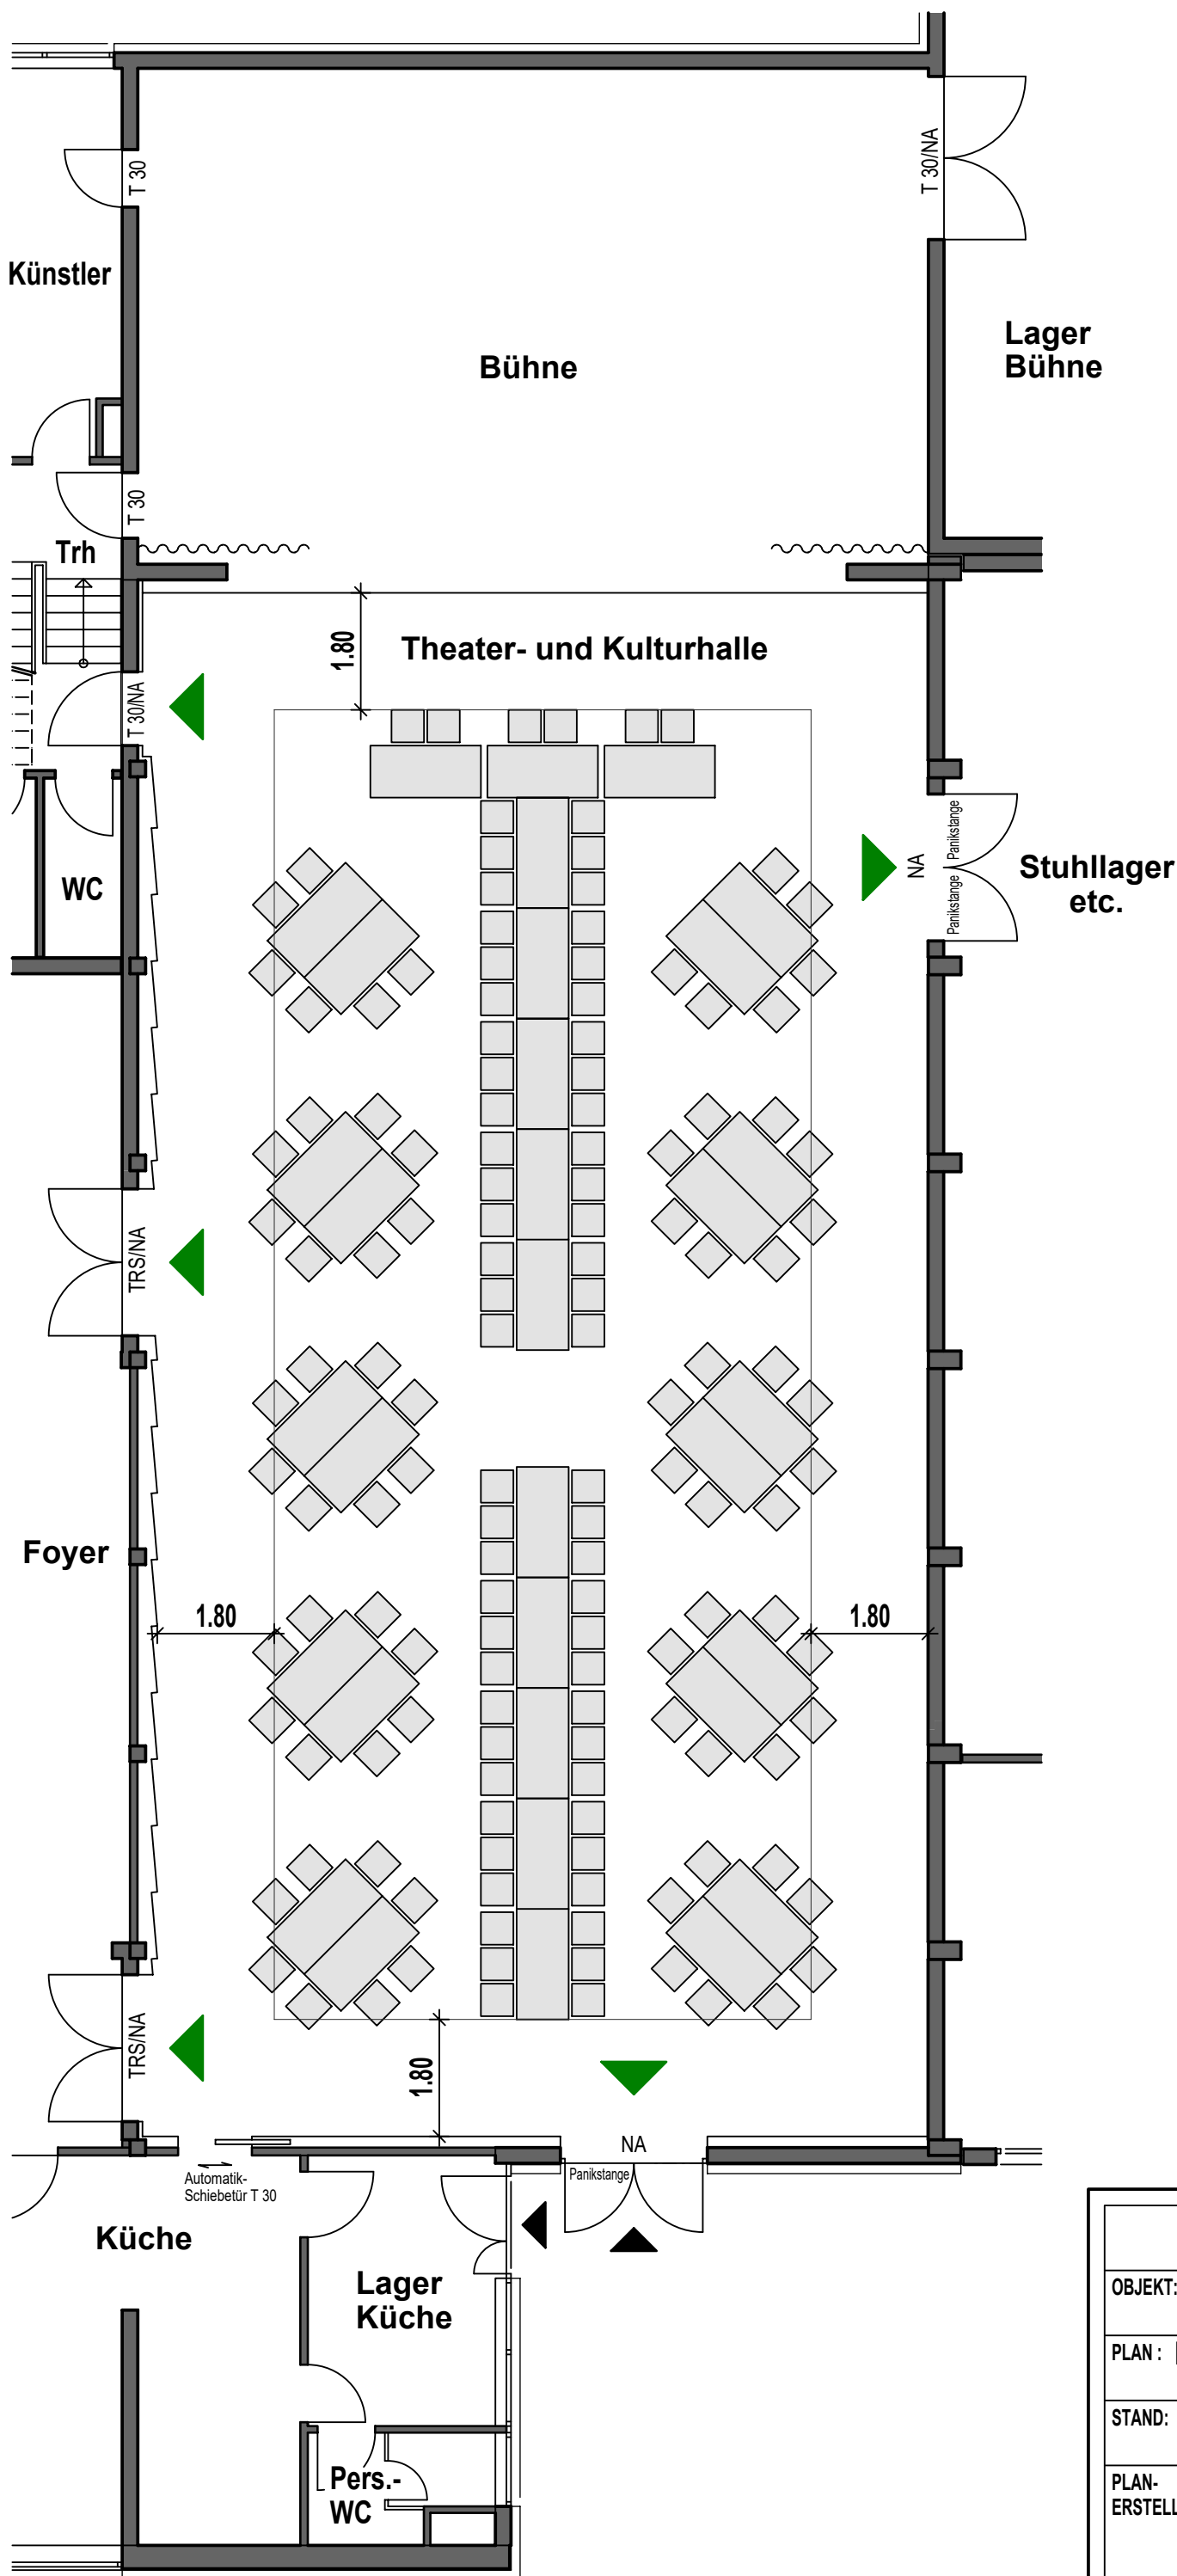 T 30
T 30/NA
Künstler
Lager
Bühne
Bühne
T 30
Trh
1.80
Theater- und Kulturhalle
T 30/NA
Panikstange
NA
Panikstange
Stuhllager
etc.
WC
TRS/NA
Foyer
1.80
1.80
TRS/NA
1.80
NA
Panikstange
Automatik-
Schiebetür T 30
Küche
Lager
Küche
OBJEKT:
PLAN :
STAND:
PLAN-
ERSTELL
Pers.-
WC